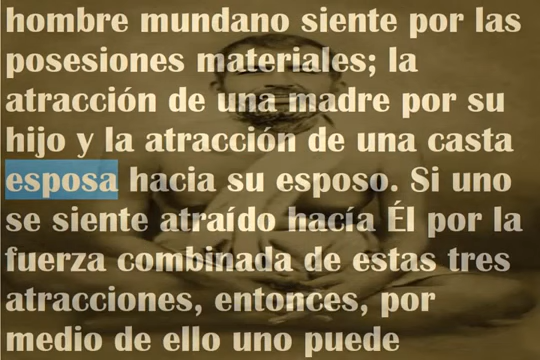 hombre mundano siente por las
posesiones materiales; la
atracción de una madre por su
hijo y la atracción de una casta
esposa hacia su esposo. Si uno
se siente atraído hacía Él por la
fuerza combinada de estas tres
atracciones, entonces, por
medio de ello uno puede